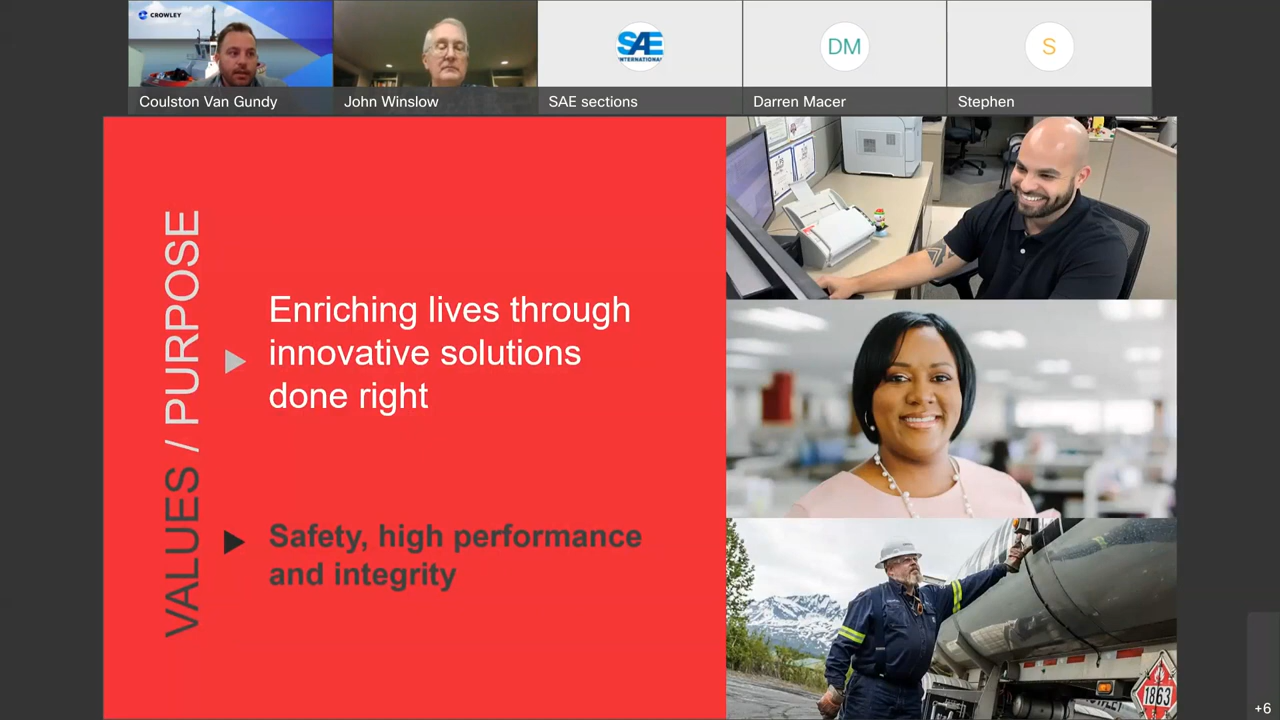 CROWLEY
SAE
INTERNATIONAL
DM
S
Coulston Van Gundy
John Winslow
SAE sections
Darren Macer
Stephen
VALUES / PURPOSE
Enriching lives through
innovative solutions
done right
Safety, high performance
and integrity
1863
+6